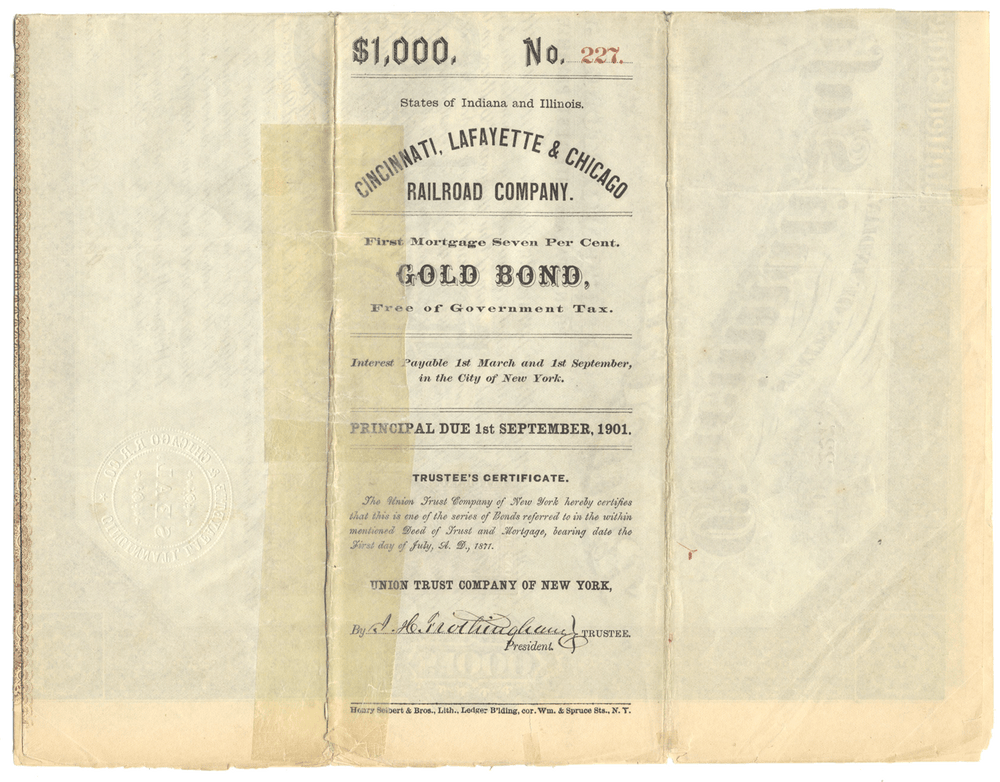 $1,000. No. 227.
States of Indiana and Illinois.
CINCINNATI, LAFAYETTE & CHICAGO
RAILROAD COMPANY.
First Mortgage Seven Per Cent.
GOLD BOND,
Free of Government Tax.
Interest Payable 1st March and 1st September,
in the City of New York.
PRINCIPAL DUE 1st SEPTEMBER, 1901.
TRUSTEE'S CERTIFICATE.
The Union Trust Company of New York hereby certifies
that this is one of the series of Bonds referred to in the within
mentioned Deed of Trust and Mortgage, bearing date the
First day of July, A. D., 1871.
UNION TRUST COMPANY OF NEW YORK,
By I. H. Frothingham TRUSTEE.
President.
Henry Seibert & Bros., Lith., Ledger B'lding, cor. Wm. & Spruce Sts., N. Y.